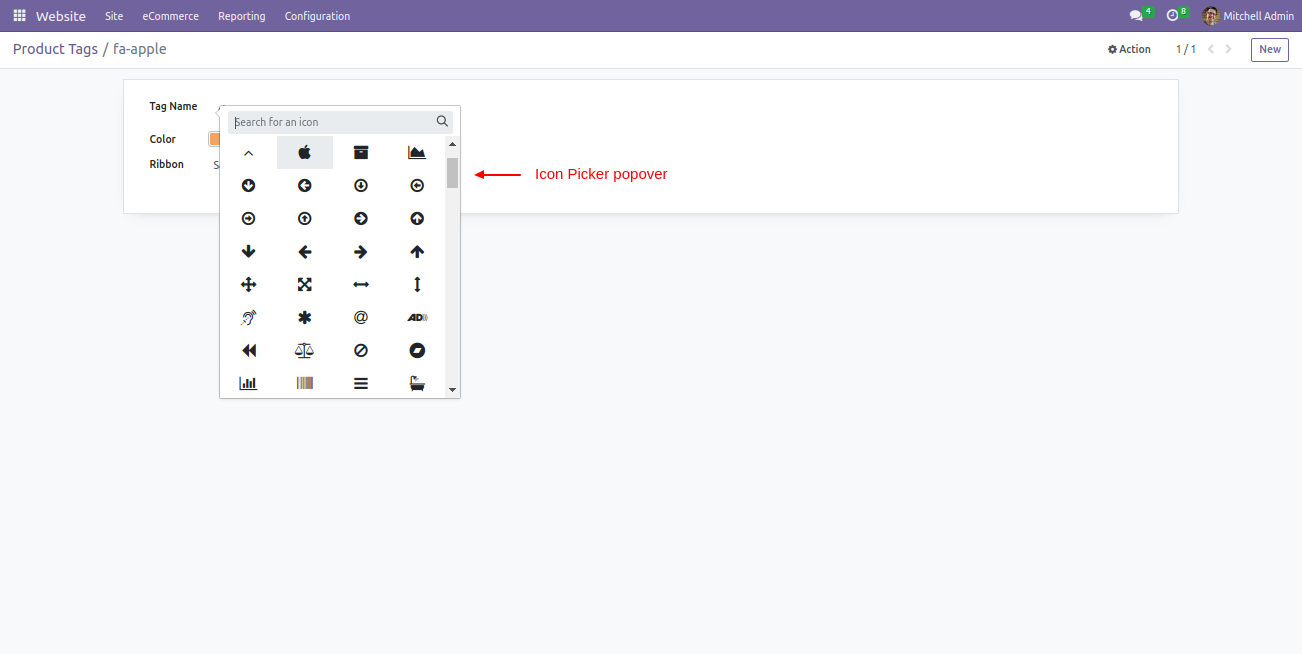 Website Site eCommerce Reporting Configuration 4 8 Mitchell Admin
Product Tags / fa-apple Action 1 / 1 New
Tag Name
Search for an icon
Color
Ribbon S
Icon Picker popover